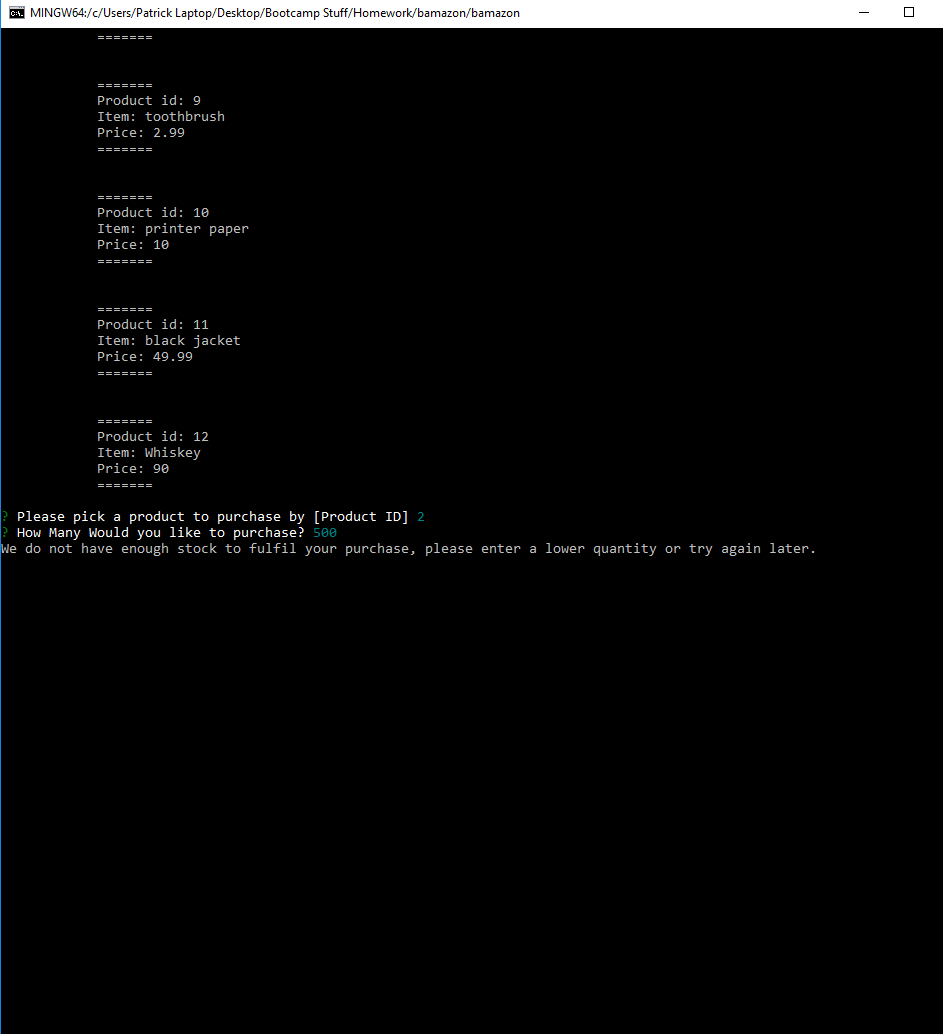 MINGW64:/c/Users/Patrick Laptop/Desktop/Bootcamp Stuff/Homework/bamazon/bamazon
=======
=======
Product id: 9
Item: toothbrush
Price: 2.99
=======
=======
Product id: 10
Item: printer paper
Price: 10
=======
=======
Product id: 11
Item: black jacket
Price: 49.99
=======
=======
Product id: 12
Item: Whiskey
Price: 90
=======
? Please pick a product to purchase by [Product ID] 2
? How Many Would you like to purchase? 500
We do not have enough stock to fulfil your purchase, please enter a lower quantity or try again later.